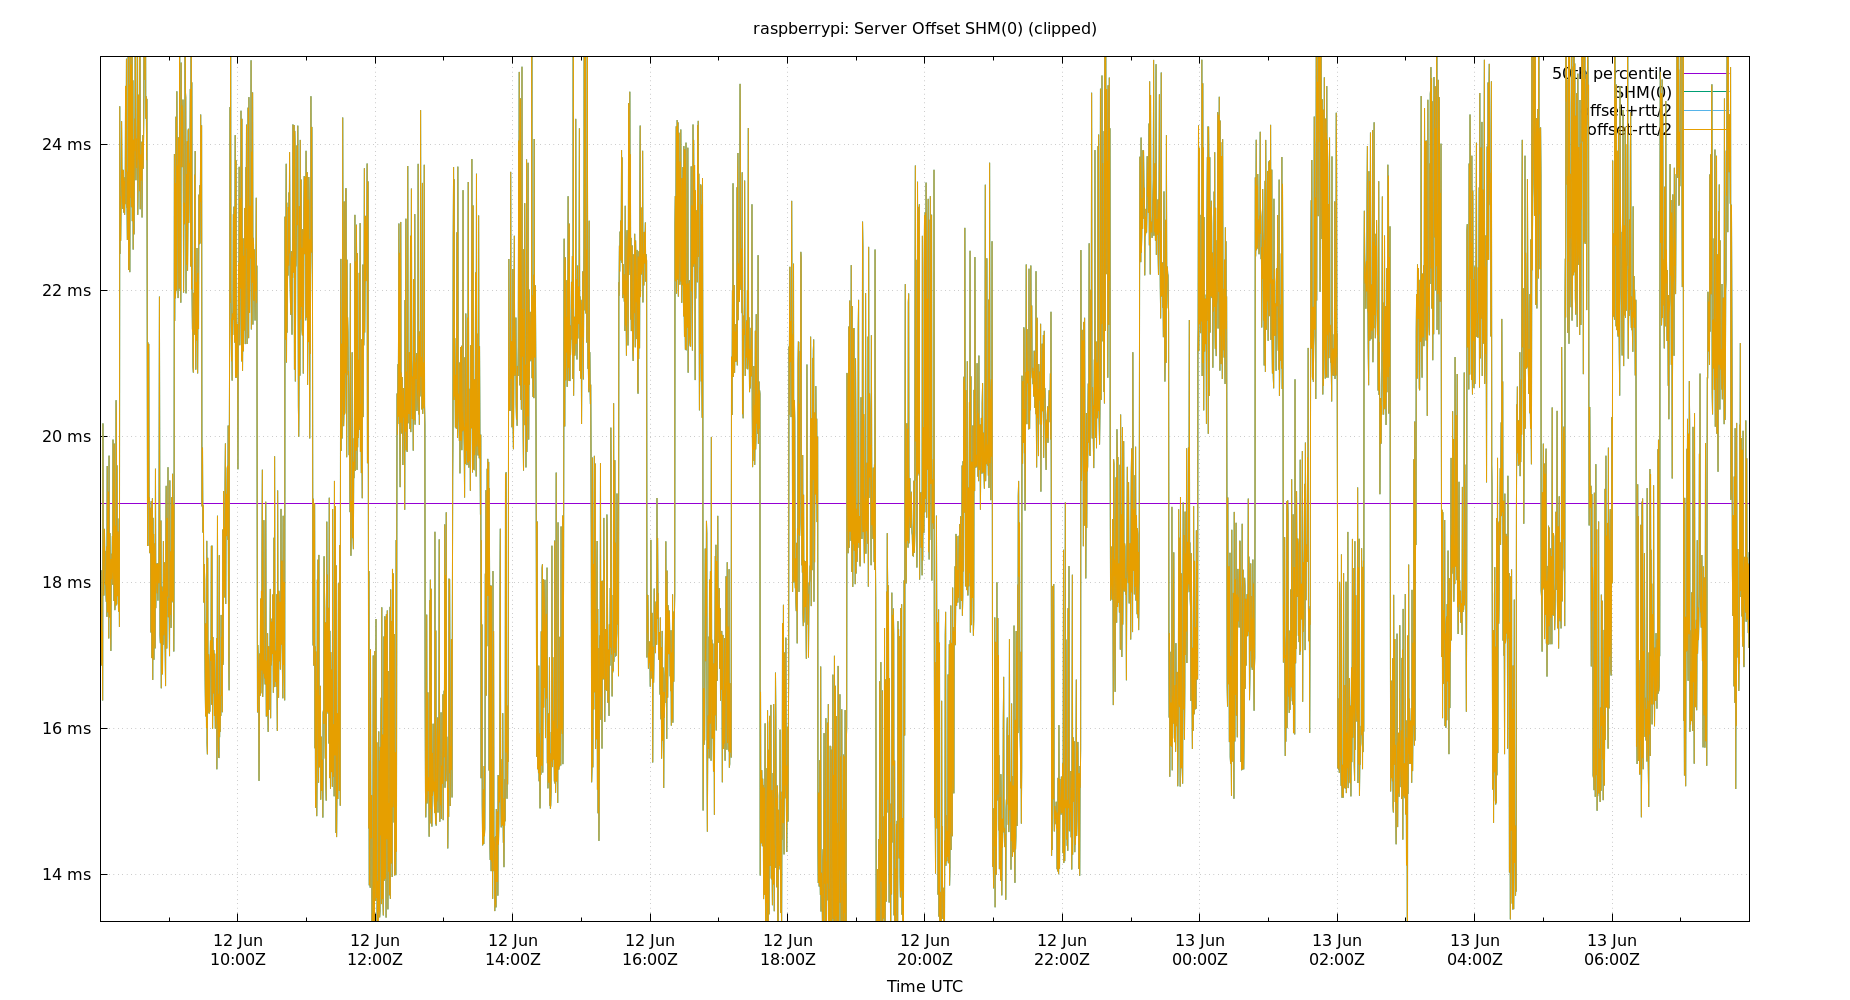 raspberrypi: Server Offset SHM(0) (clipped)
50th percentile
SHM(0)
offset+rtt/2
offset-rtt/2
24 ms
22 ms
20 ms
18 ms
16 ms
14 ms
12 Jun 12 Jun 12 Jun 12 Jun 12 Jun 12 Jun 12 Jun 13 Jun 13 Jun 13 Jun 13 Jun
10:00Z 12:00Z 14:00Z 16:00Z 18:00Z 20:00Z 22:00Z 00:00Z 02:00Z 04:00Z 06:00Z
Time UTC